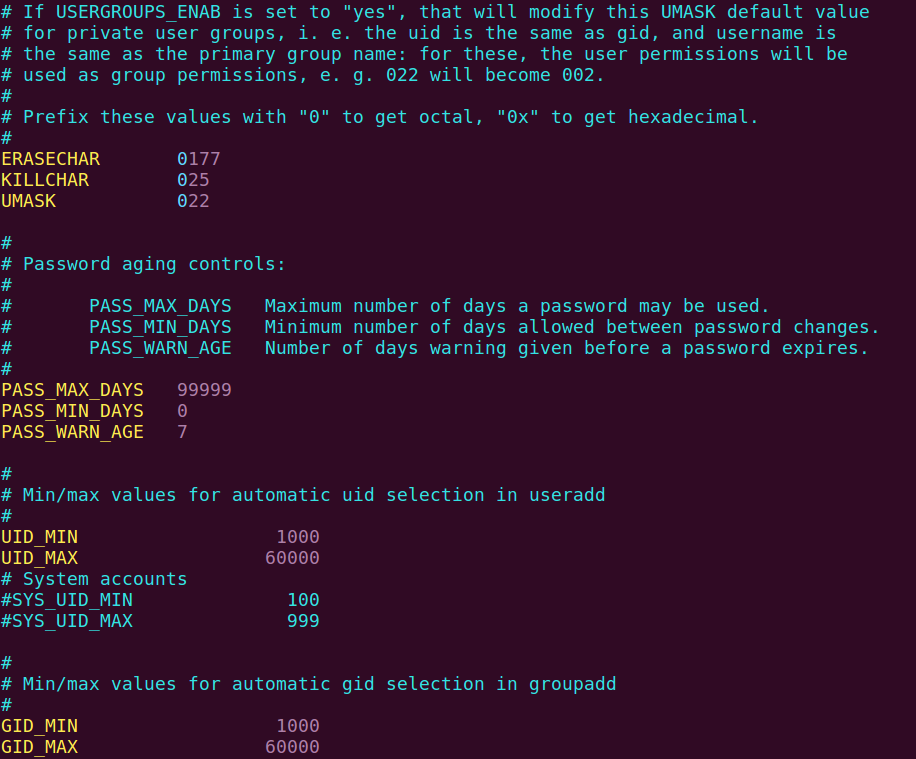 # If USERGROUPS_ENAB is set to "yes", that will modify this UMASK default value
# for private user groups, i. e. the uid is the same as gid, and username is
# the same as the primary group name: for these, the user permissions will be
# used as group permissions, e. g. 022 will become 002.
#
# Prefix these values with "0" to get octal, "0x" to get hexadecimal.
#
ERASECHAR       0177
KILLCHAR        025
UMASK           022

#
# Password aging controls:
#
#       PASS_MAX_DAYS   Maximum number of days a password may be used.
#       PASS_MIN_DAYS   Minimum number of days allowed between password changes.
#       PASS_WARN_AGE   Number of days warning given before a password expires.
#
PASS_MAX_DAYS   99999
PASS_MIN_DAYS   0
PASS_WARN_AGE   7

#
# Min/max values for automatic uid selection in useradd
#
UID_MIN                  1000
UID_MAX                 60000
# System accounts
#SYS_UID_MIN              100
#SYS_UID_MAX              999

#
# Min/max values for automatic gid selection in groupadd
#
GID_MIN                  1000
GID_MAX                 60000